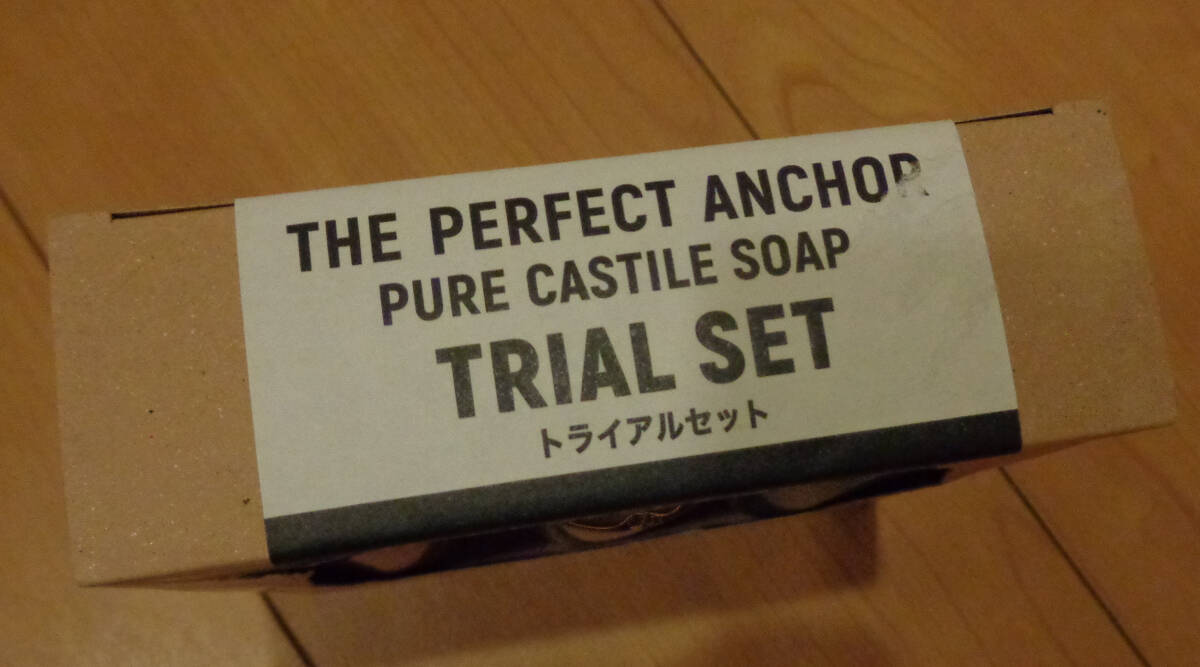 THE PERFECT ANCHOR
PURE CASTILE SOAP
TRIAL SET
トライアルセット